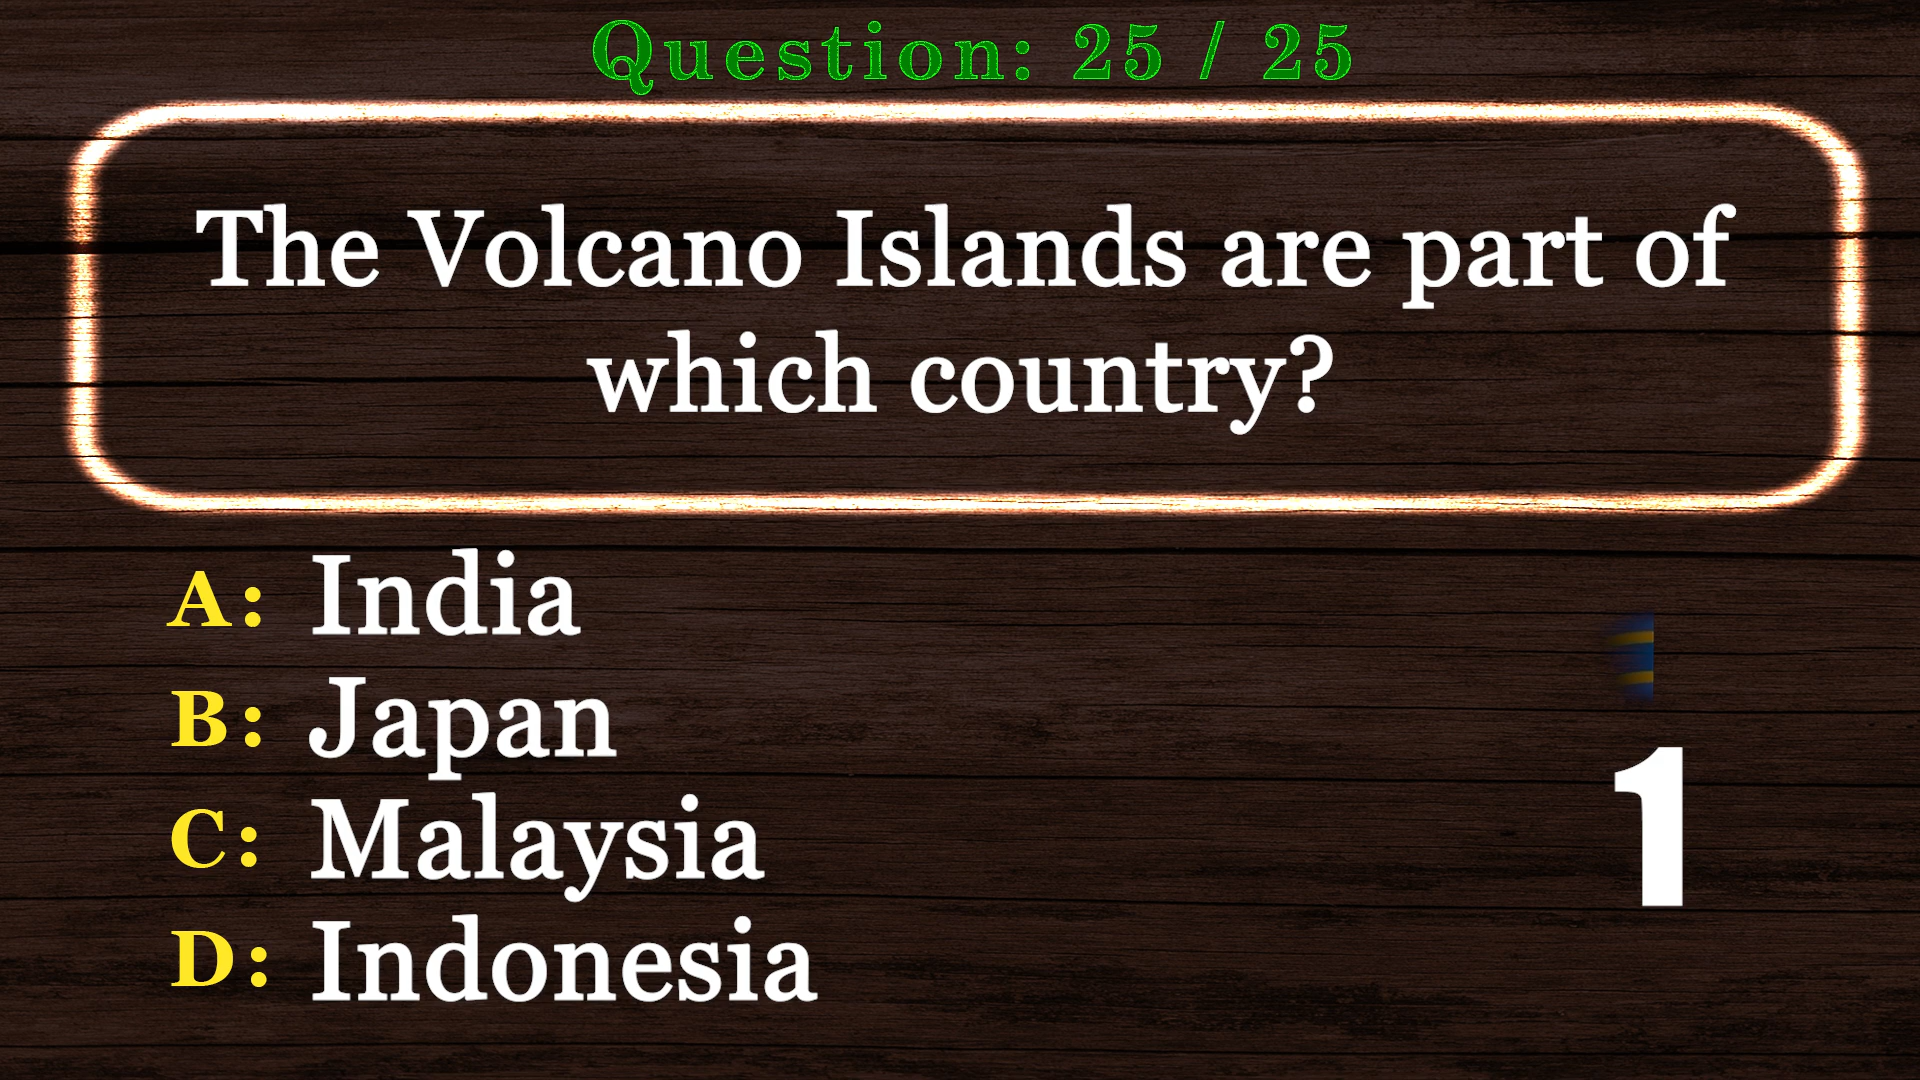 Question: 25 / 25
The Volcano Islands are part of
which country?
A: India
B: Japan
C: Malaysia
D: Indonesia
1